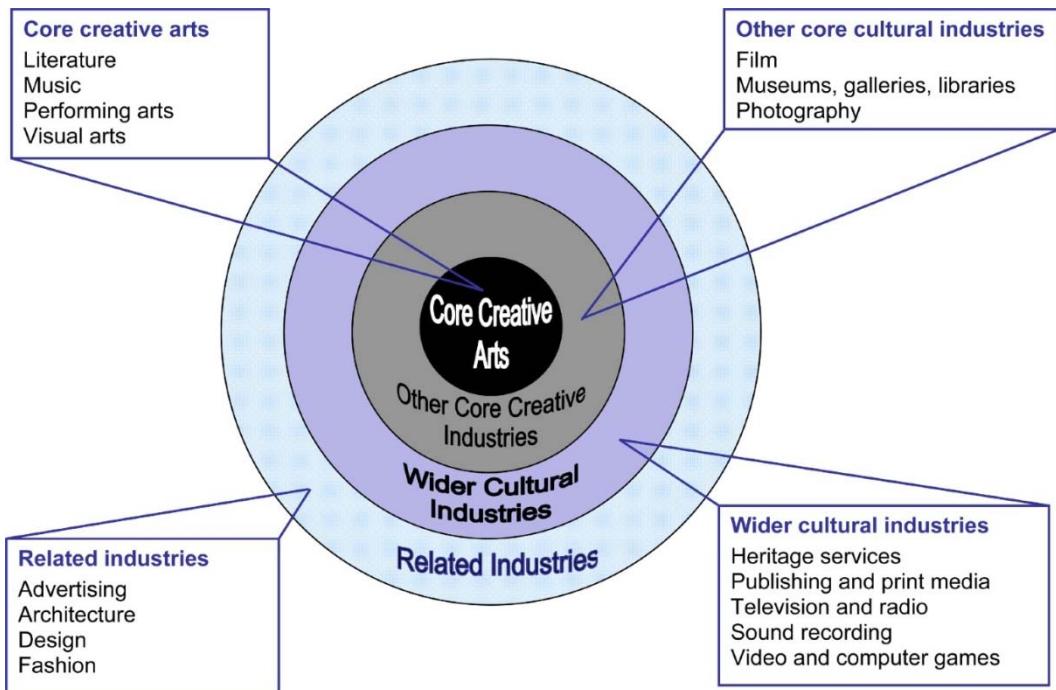 Core creative arts
Literature
Music
Performing arts
Visual arts
Other core cultural industries
Film
Museums, galleries, libraries
Photography
Core Creative
Arts
Other Core Creative
Industries
Wider Cultural
Industries
Related Industries
Related industries
Advertising
Architecture
Design
Fashion
Wider cultural industries
Heritage services
Publishing and print media
Television and radio
Sound recording
Video and computer games